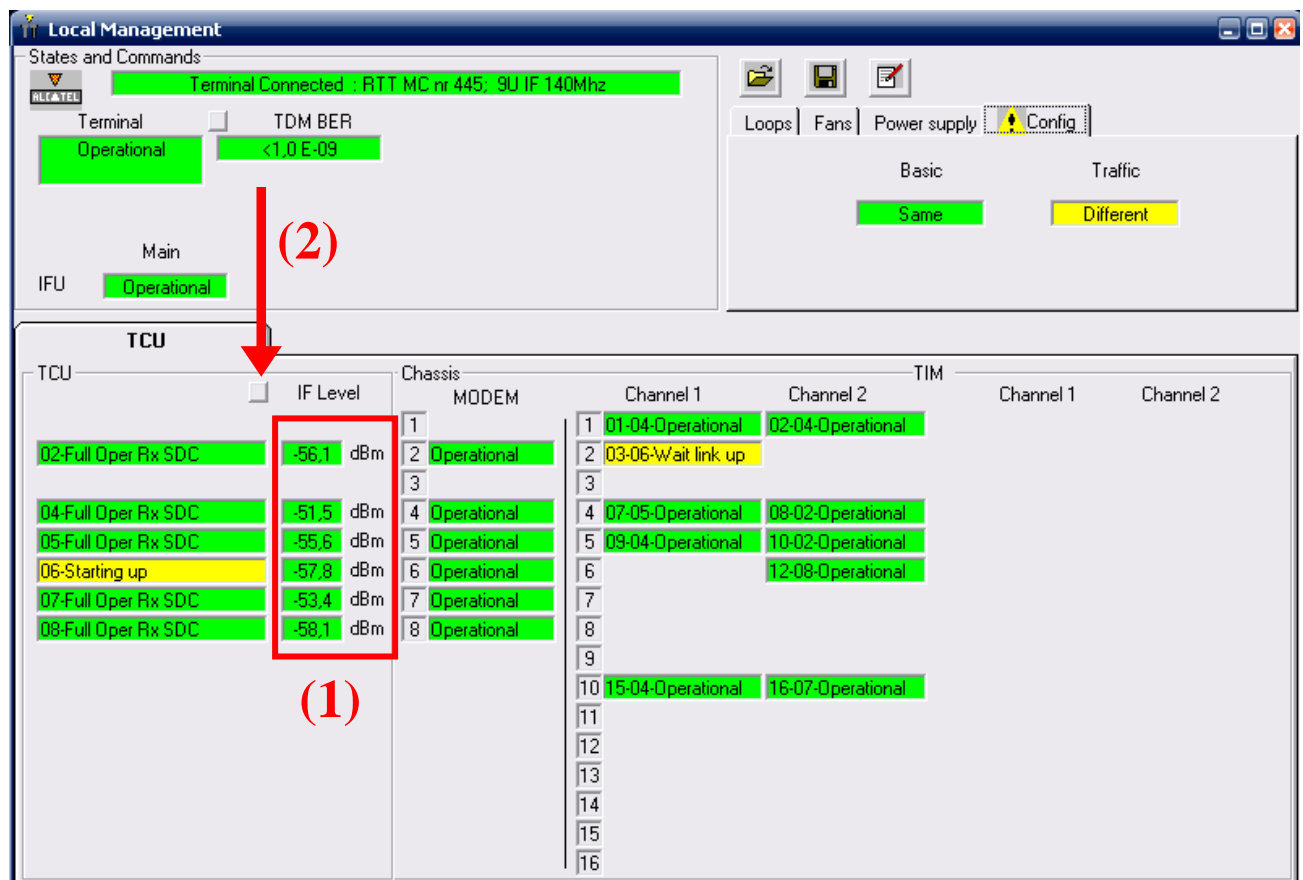 Local Management
States and Commands
ALCATEL
Terminal Connected : RTT MC nr 445; 9U IF 140Mhz
Terminal TDM BER
Operational <1,0 E-09
(2)
Main
IFU Operational
Loops Fans Power supply Config
Basic Traffic
Same Different
TCU
TCU Chassis TIM
IF Level MODEM Channel 1 Channel 2 Channel 1 Channel 2
1 1 01-04-Operational 02-04-Operational
02-Full Oper Rx SDC -56,1 dBm 2 Operational 2 03-06-Wait link up
3 3
04-Full Oper Rx SDC -51,5 dBm 4 Operational 4 07-05-Operational 08-02-Operational
05-Full Oper Rx SDC -55,6 dBm 5 Operational 5 09-04-Operational 10-02-Operational
06-Starting up -57,8 dBm 6 Operational 6 12-08-Operational
07-Full Oper Rx SDC -53,4 dBm 7 Operational 7
08-Full Oper Rx SDC -58,1 dBm 8 Operational 8
9
(1)
10 15-04-Operational 16-07-Operational
11
12
13
14
15
16